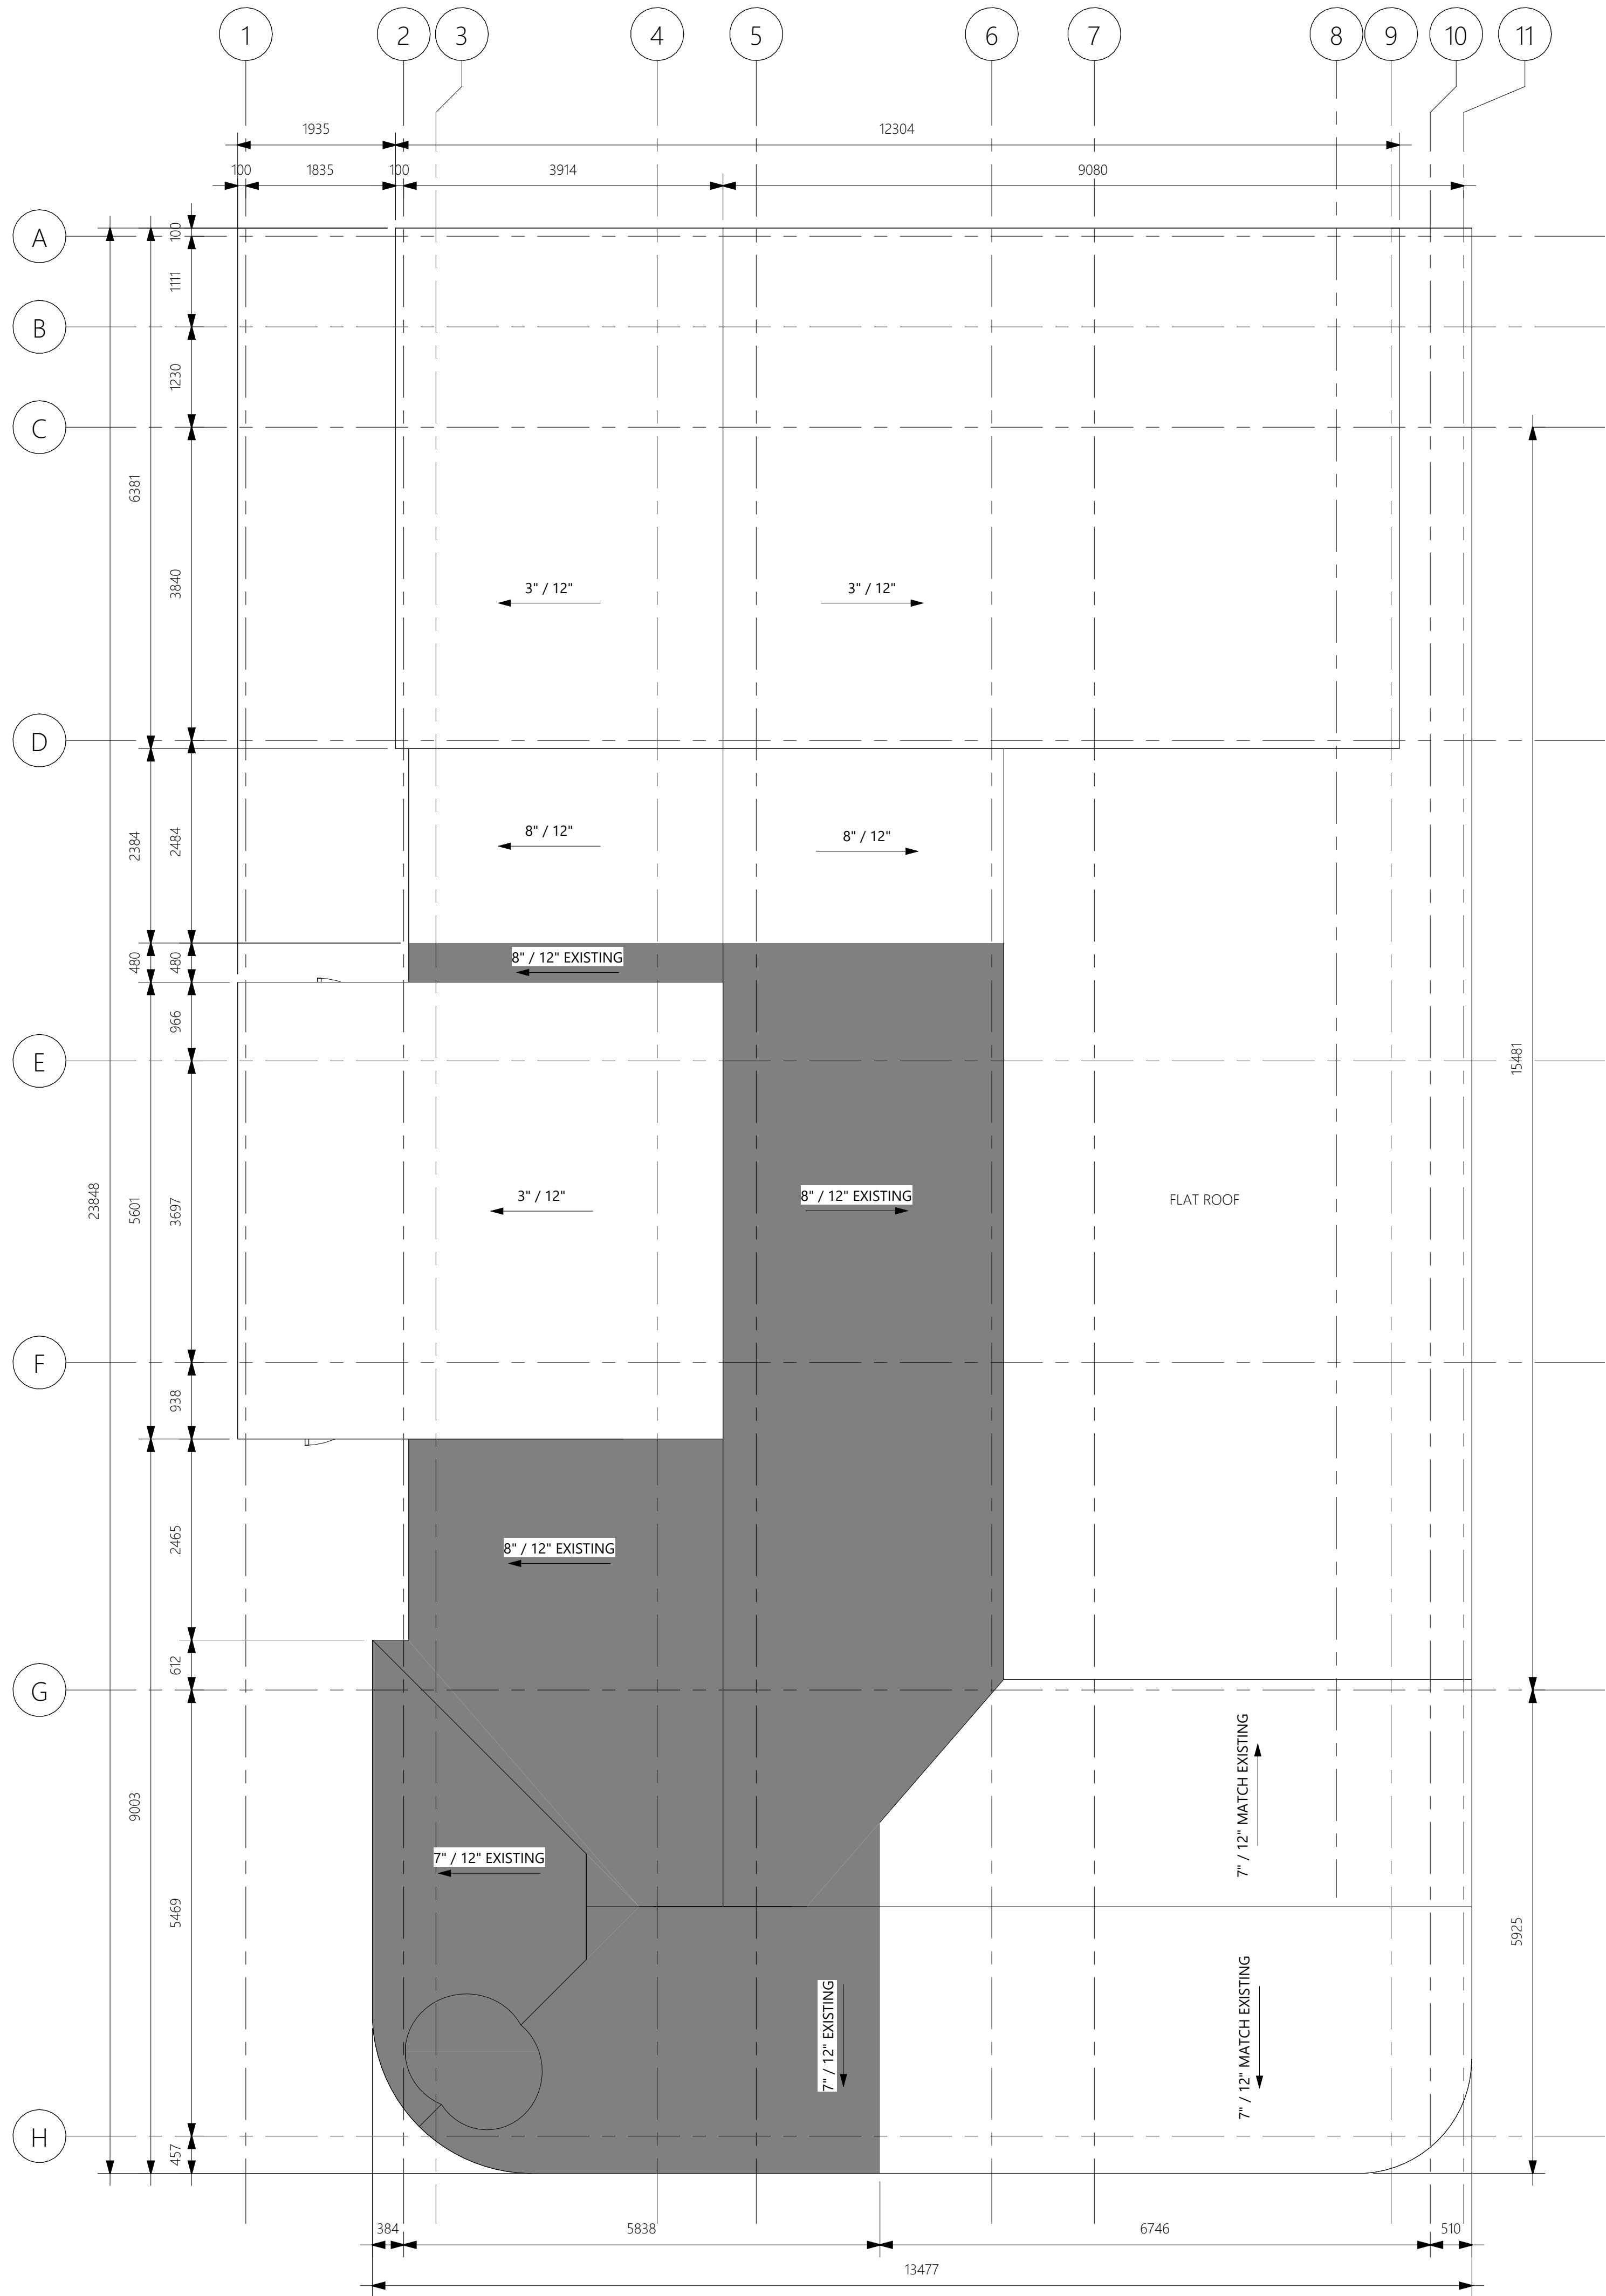 1 2 3 4 5 6 7 8 9 10 11
1935 12304
100 1835 100 3914 9080
A
100
1111
B
1230
C
6381
3840
3" / 12" 3" / 12"
D
2384
2484
8" / 12" 8" / 12"
480
480
8" / 12" EXISTING
966
E
15481
23848
5601
3697
3" / 12"
8" / 12" EXISTING
FLAT ROOF
F
938
2465
8" / 12" EXISTING
612
G
7" / 12" MATCH EXISTING
9003
7" / 12" EXISTING
5469
5925
7" / 12" EXISTING
7" / 12" MATCH EXISTING
H
457
384 5838 6746 510
13477